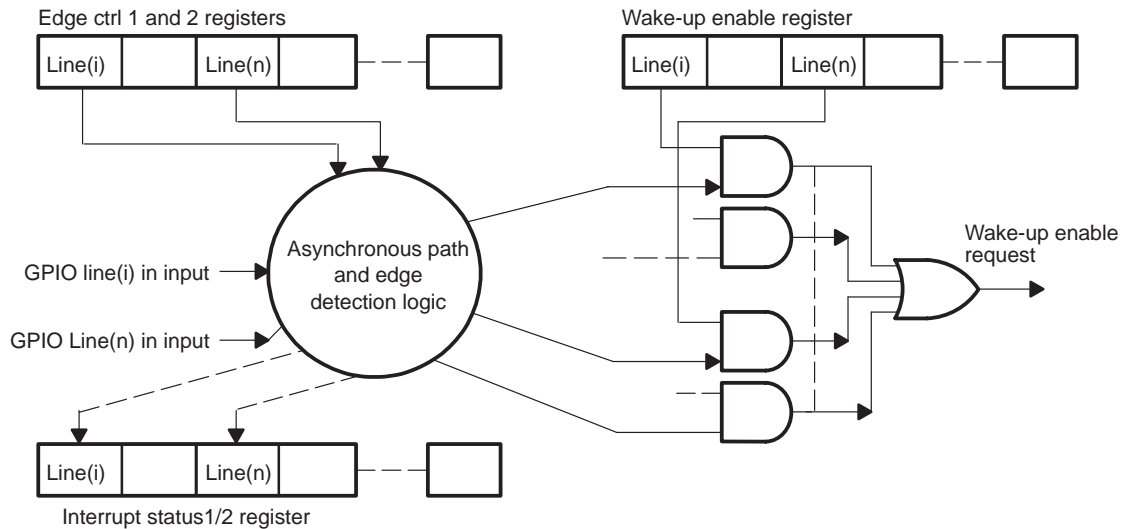 Edge ctrl 1 and 2 registers
Wake-up enable register
Line(i)
Line(n)
Line(i)
Line(n)
Asynchronous path
and edge
detection logic
GPIO line(i) in input
GPIO Line(n) in input
Wake-up enable
request
Line(i)
Line(n)
Interrupt status1/2 register